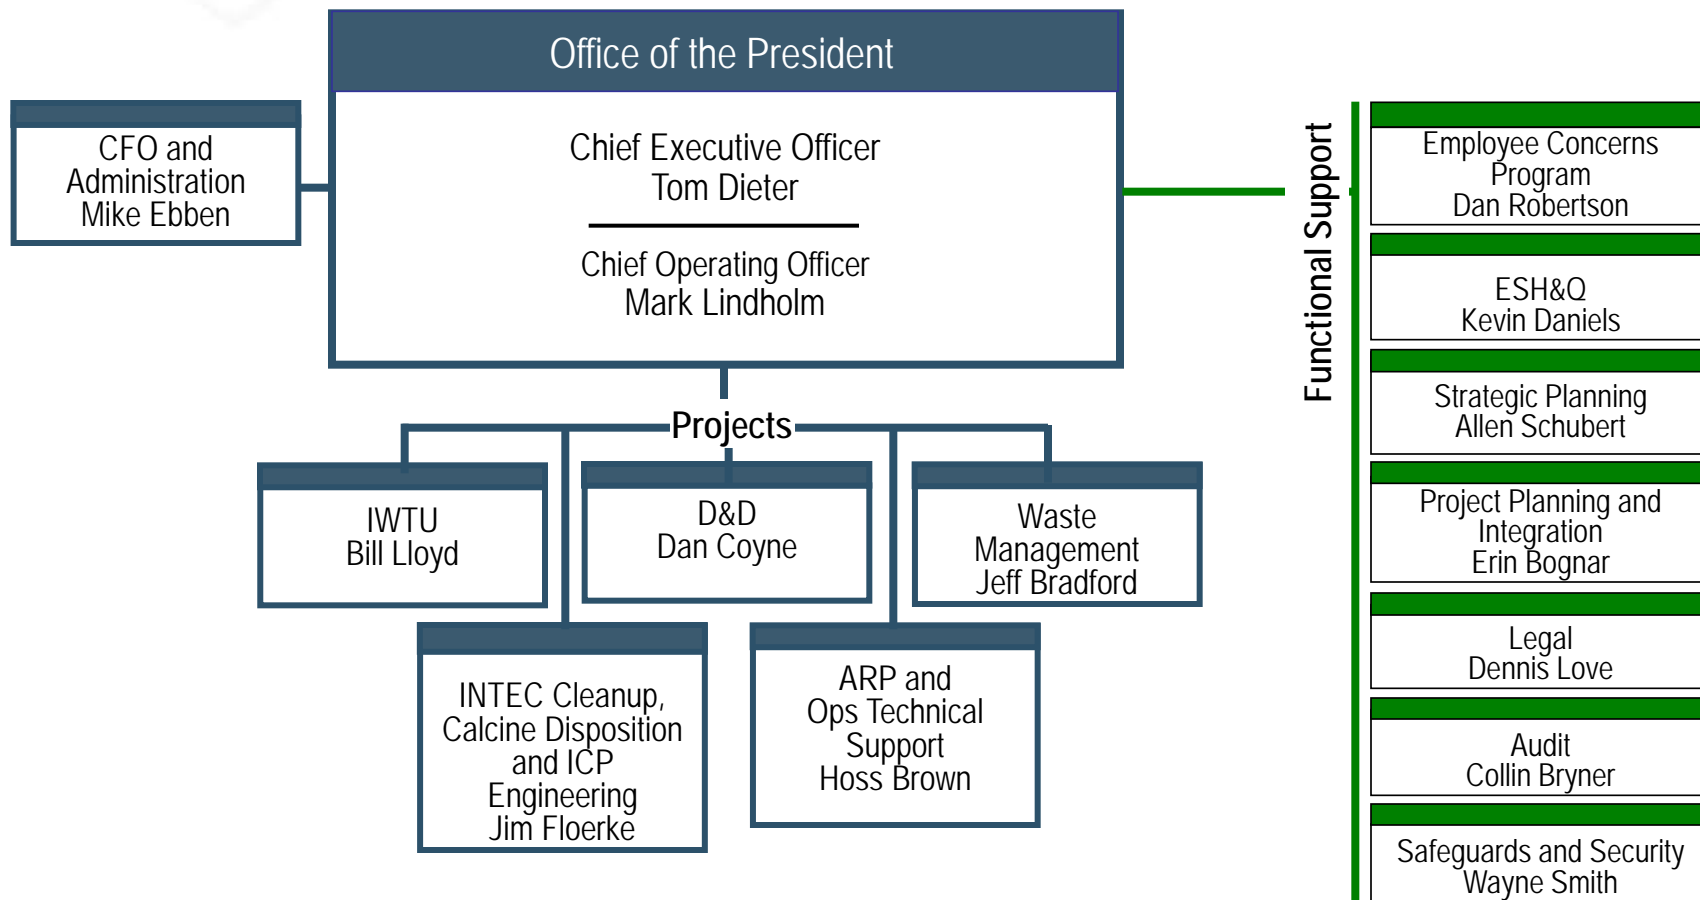 Office of the President
Chief Executive Officer
Tom Dieter
Chief Operating Officer
Mark Lindholm
CFO and
Administration
Mike Ebben
Projects
IWTU
Bill Lloyd
D&D
Dan Coyne
Waste
Management
Jeff Bradford
INTEC Cleanup,
Calcine Disposition
and ICP
Engineering
Jim Floerke
ARP and
Ops Technical
Support
Hoss Brown
Functional Support
Employee Concerns
Program
Dan Robertson
ESH&Q
Kevin Daniels
Strategic Planning
Allen Schubert
Project Planning and
Integration
Erin Bognar
Legal
Dennis Love
Audit
Collin Bryner
Safeguards and Security
Wayne Smith